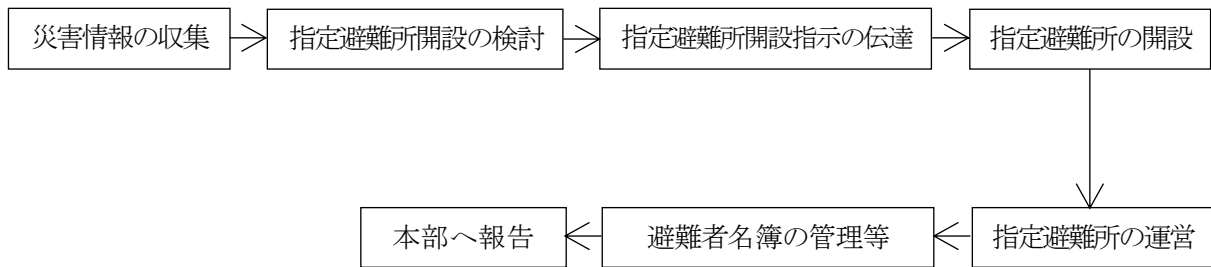 災害情報の収集
指定避難所開設の検討
指定避難所開設指示の伝達
指定避難所の開設
指定避難所の運営
避難者名簿の管理等
本部へ報告